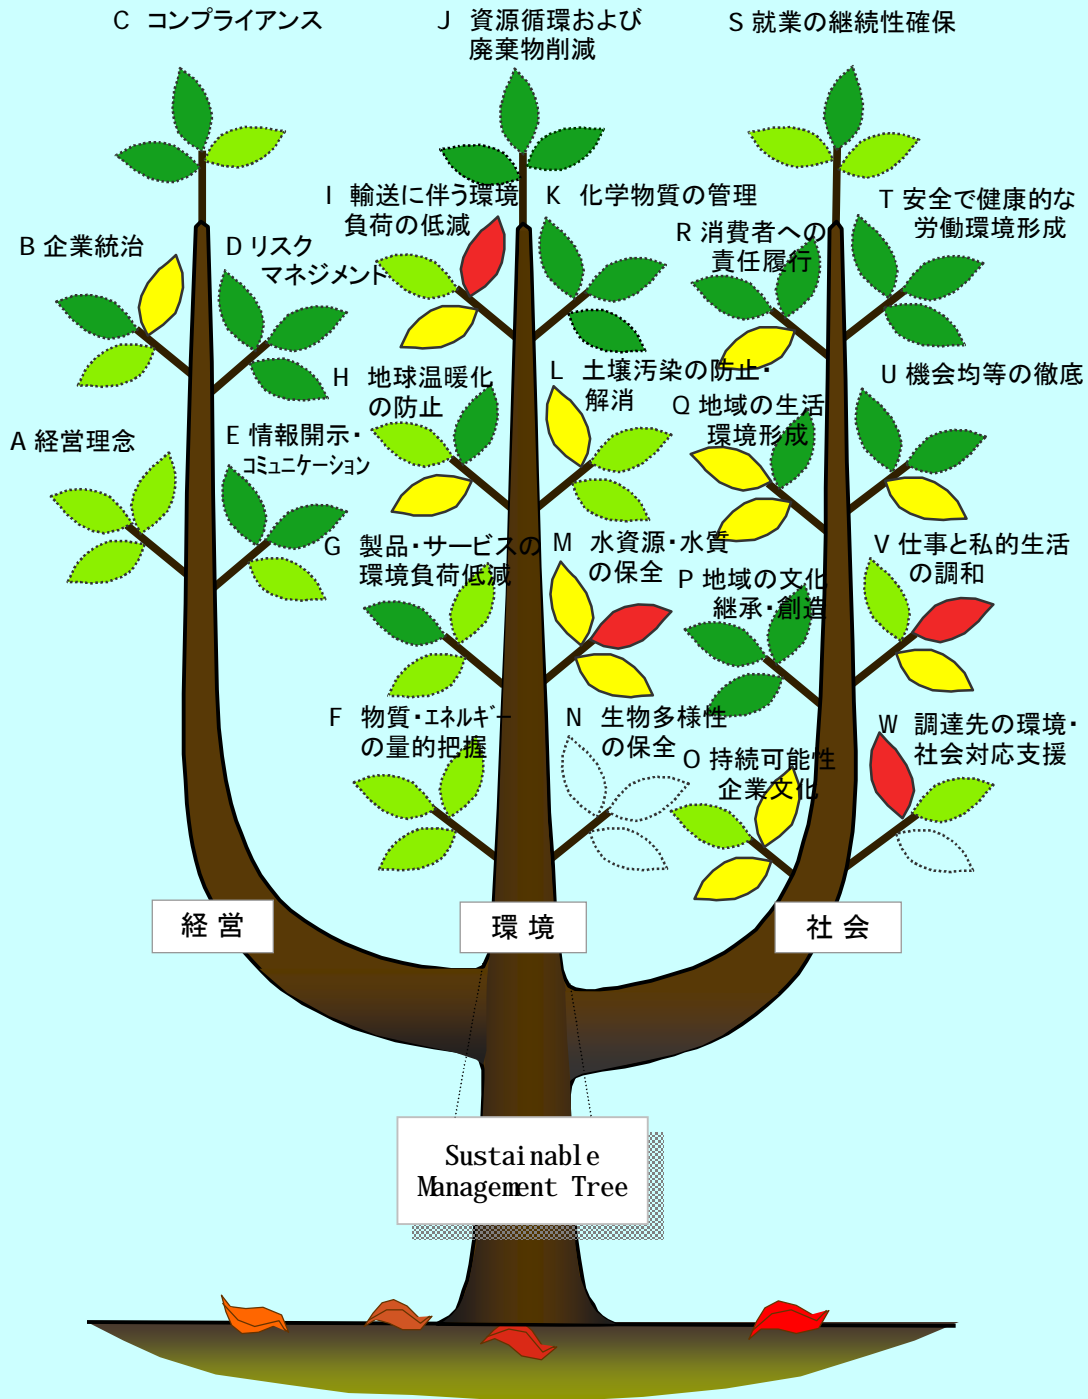 C コンプライアンス
J 資源循環および
廃棄物削減
S 就業の継続性確保
I 輸送に伴う環境
負荷の低減
K 化学物質の管理
T 安全で健康的な
労働環境形成
R 消費者への
責任履行
B 企業統治
D リスク
マネジメント
H 地球温暖化
の防止
L 土壌汚染の防止・
解消
U 機会均等の徹底
Q 地域の生活
環境形成
A 経営理念
E 情報開示・
コミュニケーション
G 製品・サービスの
環境負荷低減
M 水資源・水質
の保全
V 仕事と私的生活
の調和
P 地域の文化
継承・創造
F 物質・エネルギー
の量的把握
N 生物多様性
の保全
W 調達先の環境・
社会対応支援
O 持続可能性
企業文化
経 営
環 境
社 会
Sustainable
Management Tree